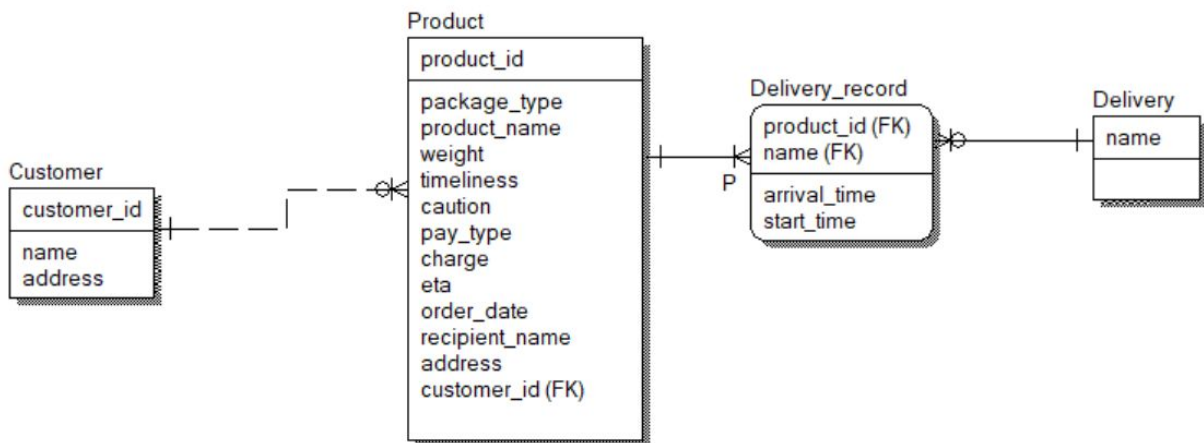 Customer
customer_id
name
address
Product
product_id
package_type
product_name
weight
timeliness
caution
pay_type
charge
eta
order_date
recipient_name
address
customer_id (FK)
P
Delivery_record
product_id (FK)
name (FK)
arrival_time
start_time
Delivery
name